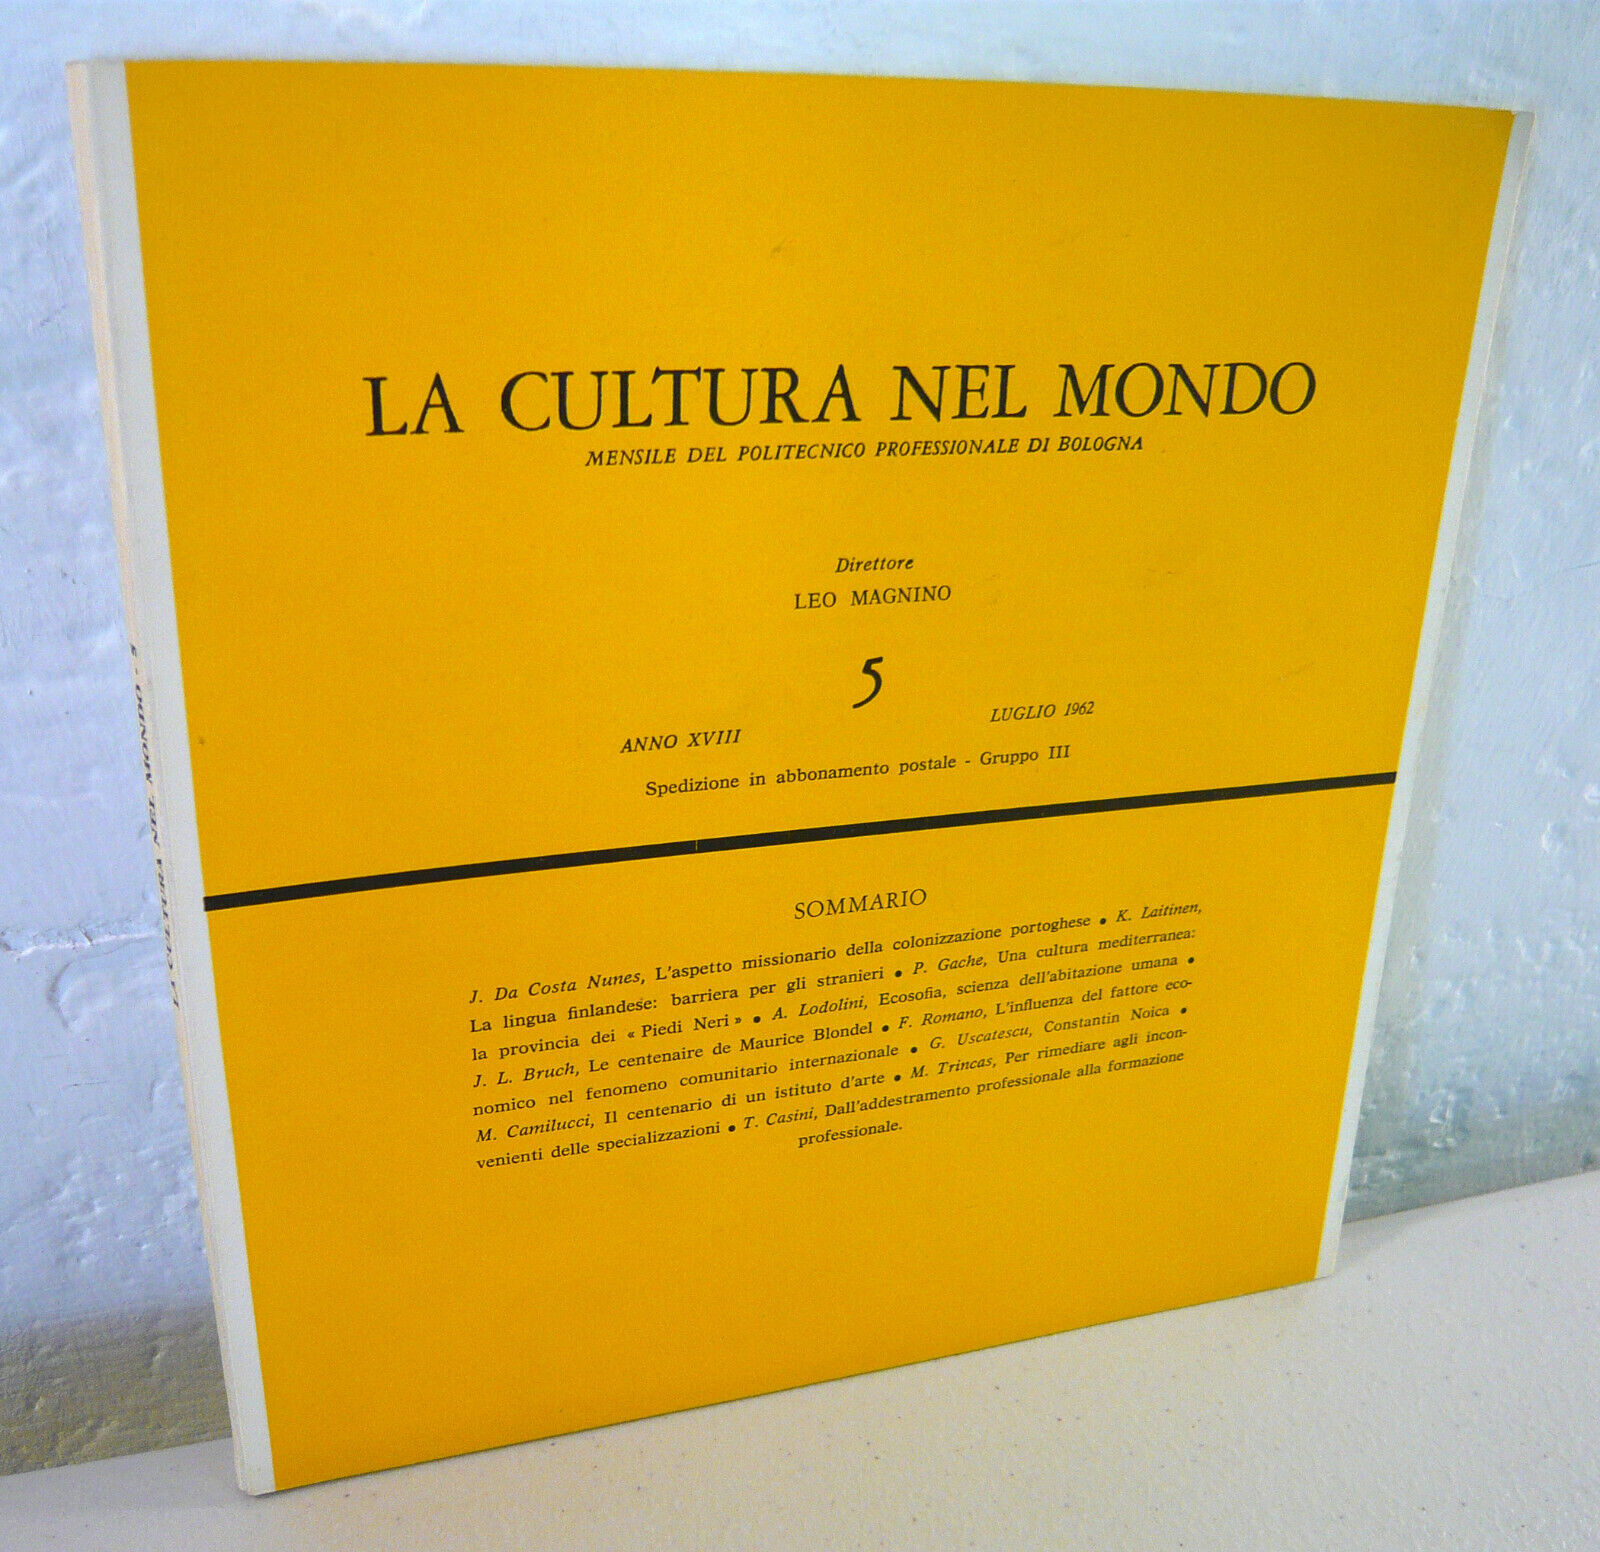 LA CULTURA NEL MONDO
MENSILE DEL POLITECNICO PROFESSIONALE DI BOLOGNA
Direttore
LEO MAGNINO
5
ANNO XVIII LUGLIO 1962
Spedizione in abbonamento postale - Gruppo III
SOMMARIO
J. Da Costa Nunes, L'aspetto missionario della colonizzazione portoghese • K. Laitinen,
La lingua finlandese: barriera per gli stranieri • P. Gache, Una cultura mediterranea:
la provincia dei « Piedi Neri » • A. Lodolini, Ecosofia, scienza dell'abitazione umana •
J. L. Bruch, Le centenaire de Maurice Blondel • F. Romano, L'influenza del fattore eco-
nomico nel fenomeno comunitario internazionale • G. Uscatescu, Constantin Noica •
M. Camilucci, Il centenario di un istituto d'arte • M. Trincas, Per rimediare agli incon-
venienti delle specializzazioni • T. Casini, Dall'addestramento professionale alla formazione
professionale.
LA CULTURA NEL MONDO - 5